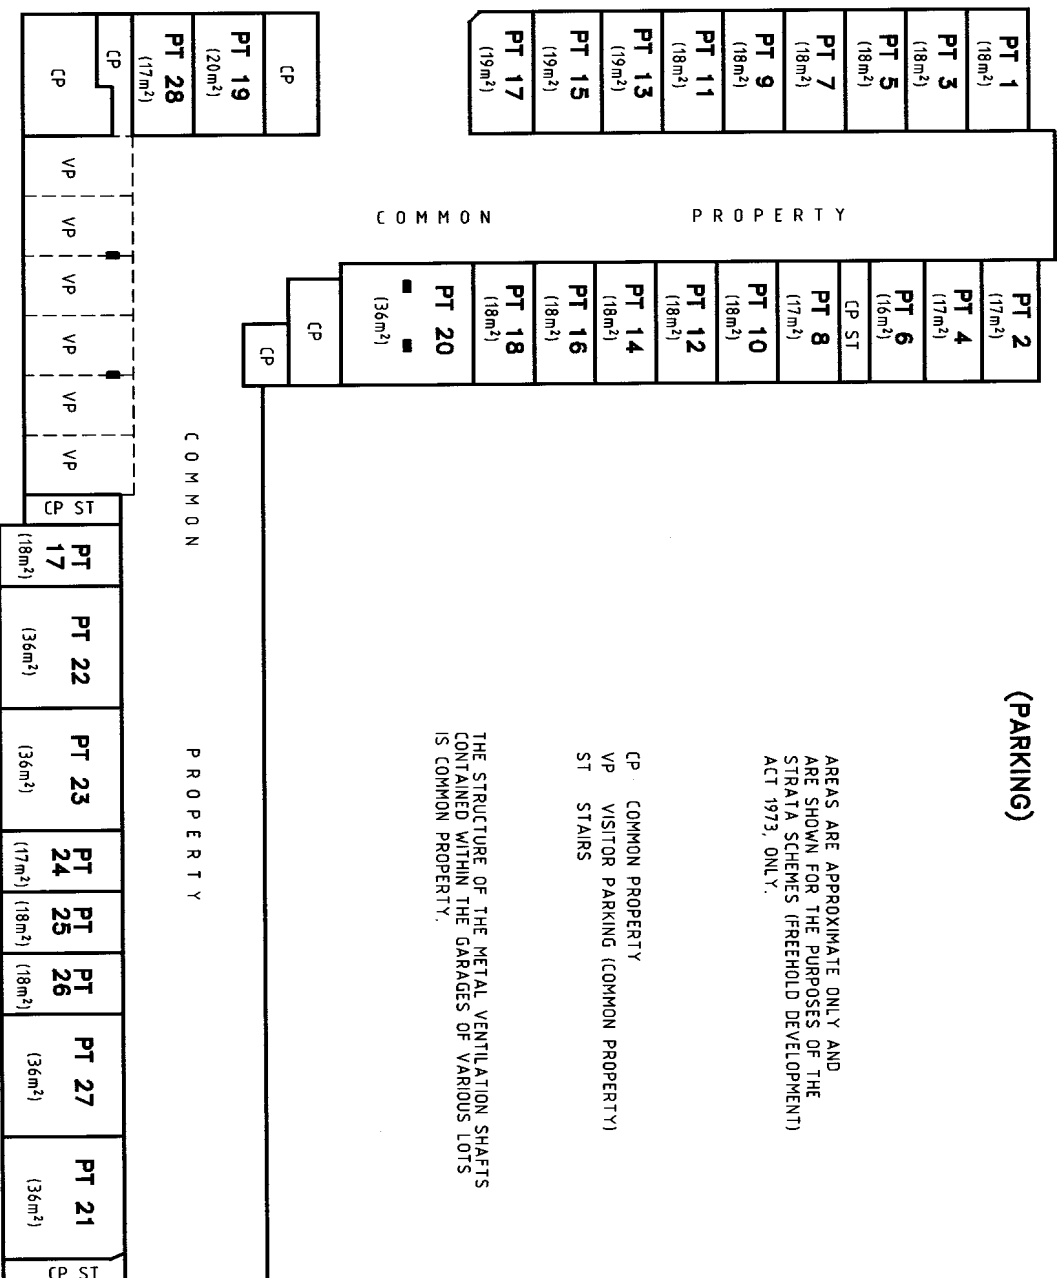 (PARKING)
AREAS ARE APPROXIMATE ONLY AND
ARE SHOWN FOR THE PURPOSES OF THE
STRATA SCHEMES (FREEHOLD DEVELOPMENT)
ACT 1973, ONLY.
CP COMMON PROPERTY
VP VISITOR PARKING (COMMON PROPERTY)
ST STAIRS
THE STRUCTURE OF THE METAL VENTILATION SHAFTS
CONTAINED WITHIN THE GARAGES OF VARIOUS LOTS
IS COMMON PROPERTY.
PT 1
(18m²)
PT 3
(18m²)
PT 5
(18m²)
PT 7
(18m²)
PT 9
(18m²)
PT 11
(18m²)
PT 13
(19m²)
PT 15
(19m²)
PT 17
(19m²)
CP
PT 19
(20m²)
PT 28
(17m²)
CP
CP
COMMON
PROPERTY
PT 2
(17m²)
PT 4
(17m²)
PT 6
(16m²)
CP ST
PT 8
(17m²)
PT 10
(18m²)
PT 12
(18m²)
PT 14
(18m²)
PT 16
(18m²)
PT 18
(18m²)
PT 20
(36m²)
CP
CP
VP
VP
VP
VP
VP
VP
CP ST
COMMON
PROPERTY
PT
17
(18m²)
PT 22
(36m²)
PT 23
(36m²)
PT
24
(17m²)
PT
25
(18m²)
PT
26
(18m²)
PT 27
(36m²)
PT 21
(36m²)
CP ST